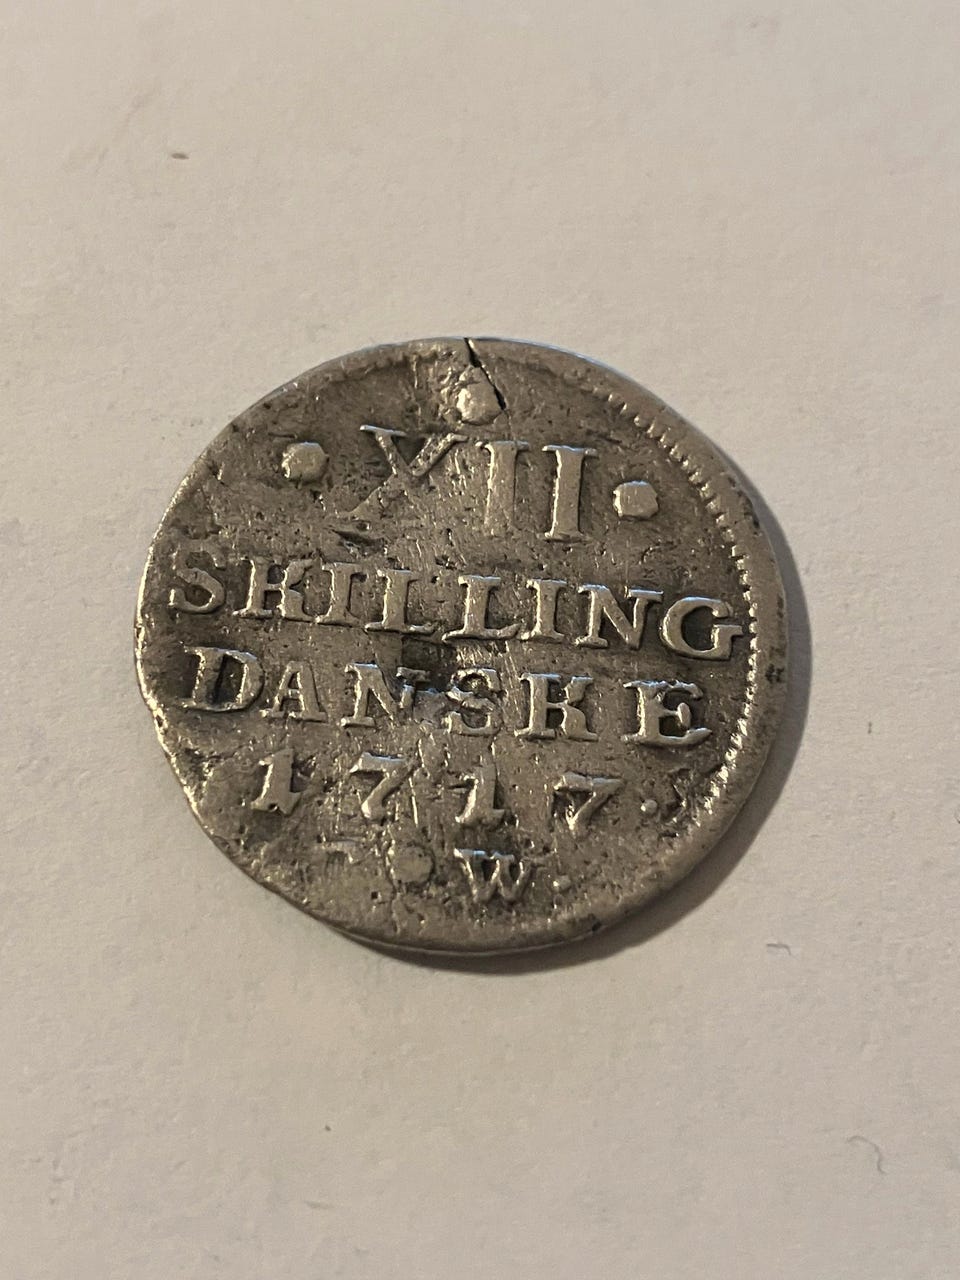 • XII •
SKILLING
DANSKE
1717.
• W •